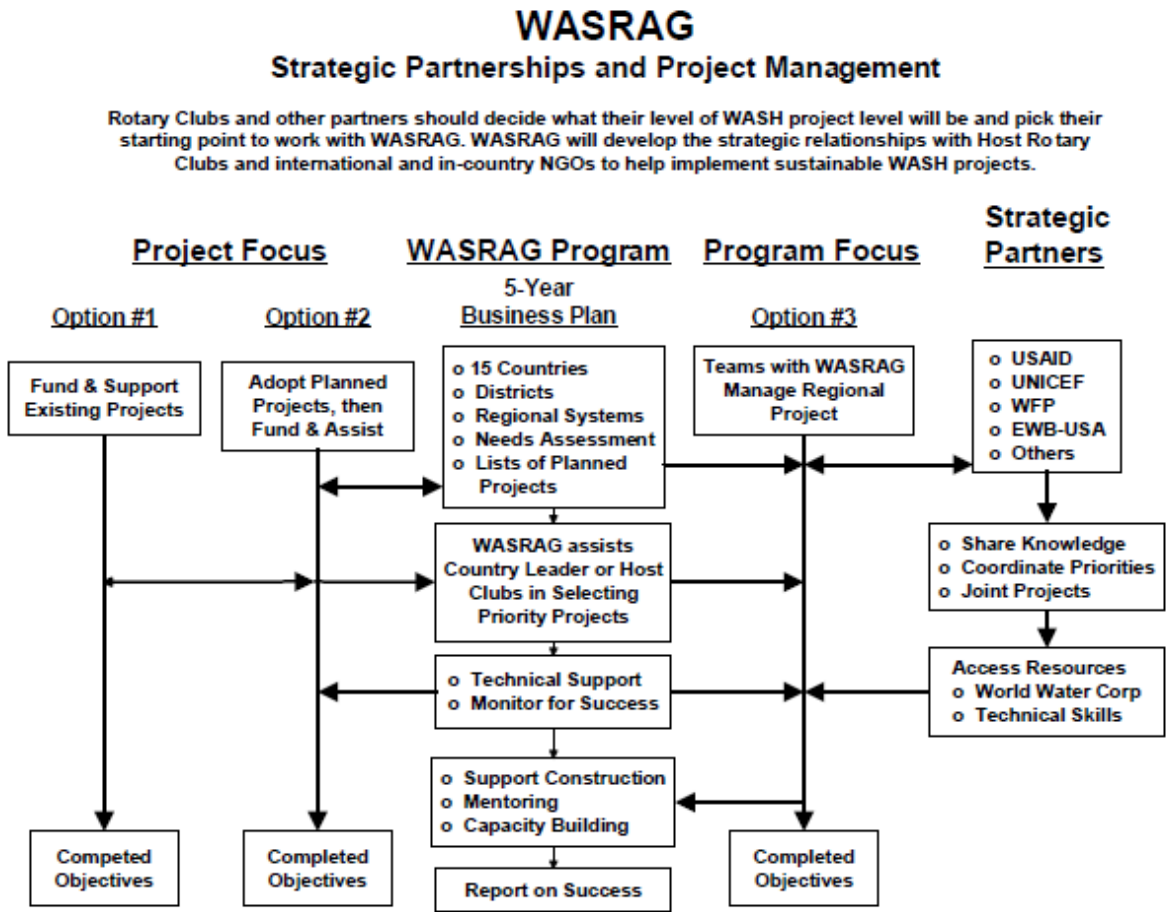 WASRAG
Strategic Partnerships and Project Management
Rotary Clubs and other partners should decide what their level of WASH project level will be and pick their
starting point to work with WASRAG. WASRAG will develop the strategic relationships with Host Rotary
Clubs and international and in-country NGOs to help implement sustainable WASH projects.
Project Focus
WASRAG Program
Program Focus
Strategic
Partners
Option #1
Option #2
5-Year
Business Plan
Option #3
Fund & Support
Existing Projects
Adopt Planned
Projects, then
Fund & Assist
o 15 Countries
o Districts
o Regional Systems
o Needs Assessment
o Lists of Planned
Projects
Teams with WASRAG
Manage Regional
Project
o USAID
o UNICEF
o WFP
o EWB-USA
o Others
WASRAG assists
Country Leader or Host
Clubs in Selecting
Priority Projects
o Share Knowledge
o Coordinate Priorities
o Joint Projects
o Technical Support
o Monitor for Success
Access Resources
o World Water Corp
o Technical Skills
o Support Construction
o Mentoring
o Capacity Building
Competed
Objectives
Completed
Objectives
Report on Success
Completed
Objectives